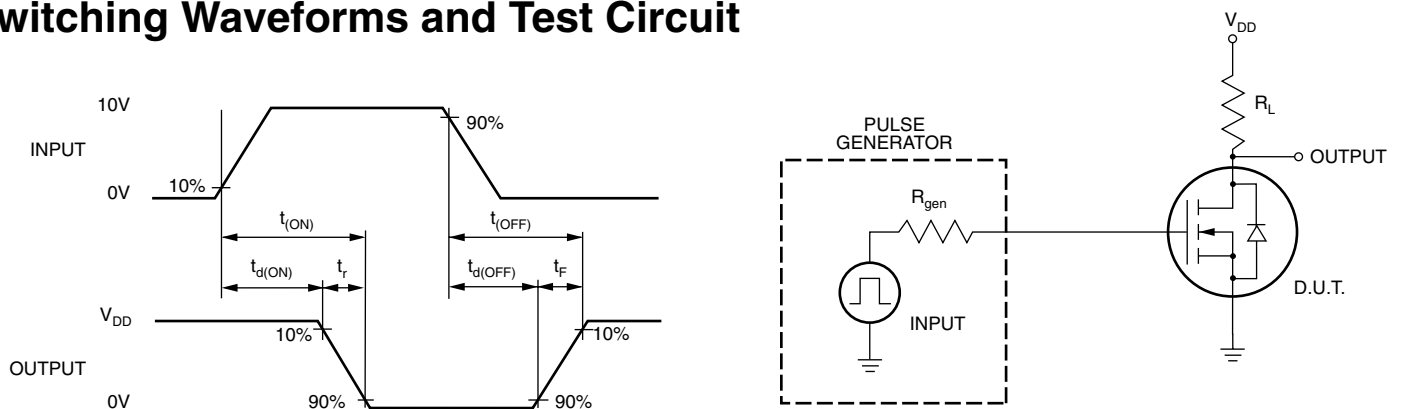 witching Waveforms and Test Circuit
10V
INPUT
0V
10%
90%
t(ON)
t(OFF)
td(ON)
tr
td(OFF)
tF
VDD
10%
10%
OUTPUT
0V
90%
90%
VDD
RL
PULSE
GENERATOR
OUTPUT
Rgen
INPUT
D.U.T.